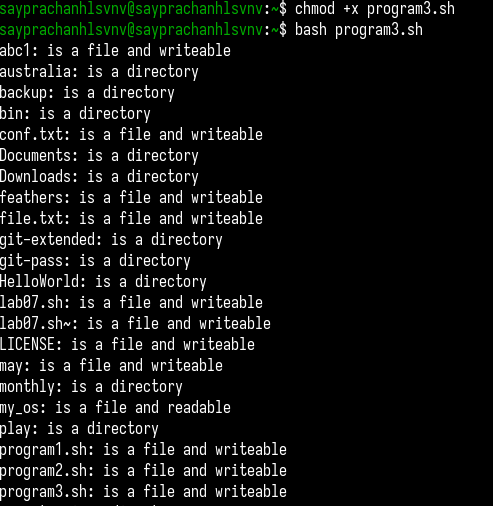 sayprachanhlsvnv@sayprachanhlsvnv:~$ chmod +x program3.sh
sayprachanhlsvnv@sayprachanhlsvnv:~$ bash program3.sh
abc1: is a file and writeable
australia: is a directory
backup: is a directory
bin: is a directory
conf.txt: is a file and writeable
Documents: is a directory
Downloads: is a directory
feathers: is a file and writeable
file.txt: is a file and writeable
git-extended: is a directory
git-pass: is a directory
HelloWorld: is a directory
lab07.sh: is a file and writeable
lab07.sh~: is a file and writeable
LICENSE: is a file and writeable
may: is a file and writeable
monthly: is a directory
my_os: is a file and readable
play: is a directory
program1.sh: is a file and writeable
program2.sh: is a file and writeable
program3.sh: is a file and writeable